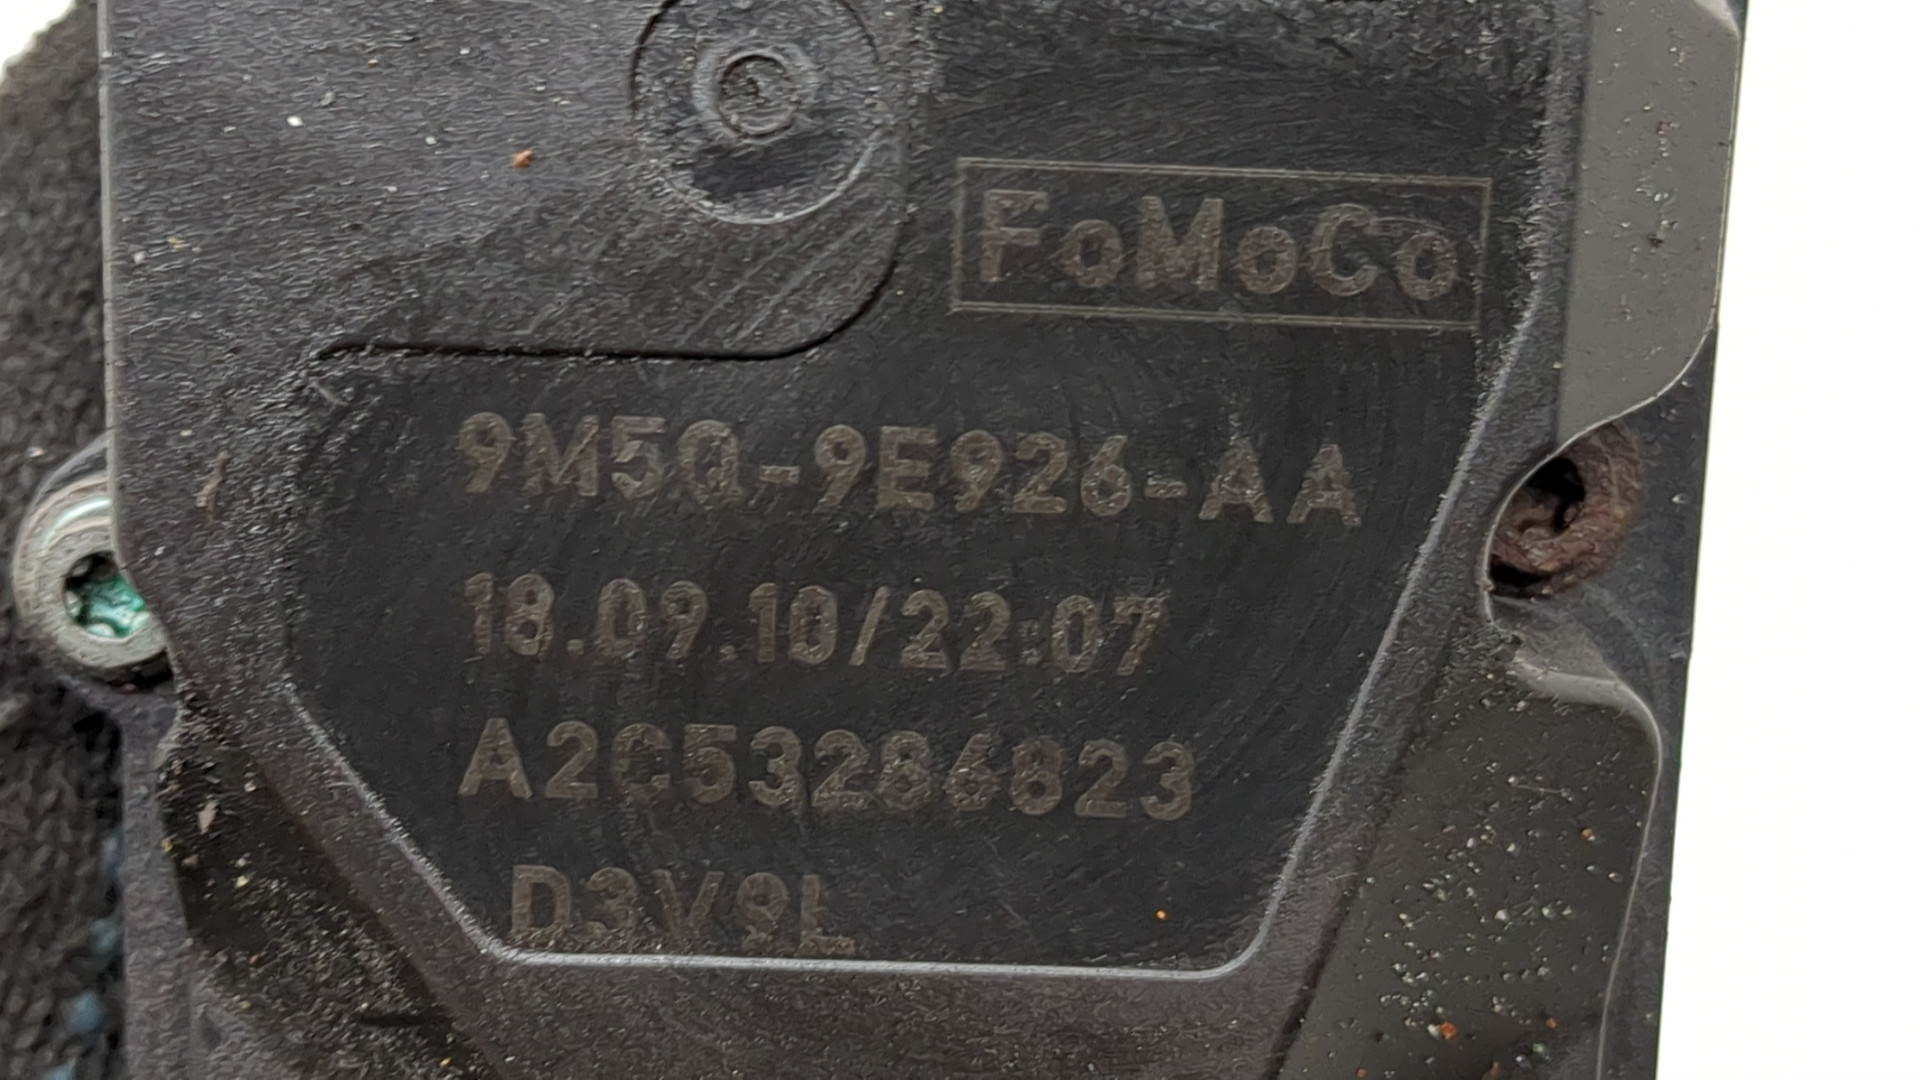 FoMoCo
9M5Q-9E926-AA
18.09.10/22:07
A2C53286823
D3V9L